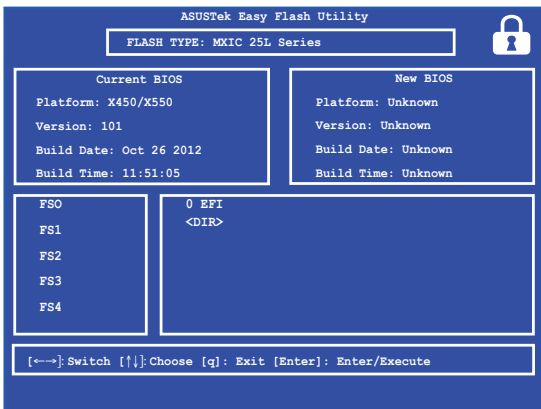 ASUSTek Easy Flash Utility
FLASH TYPE: MXIC 25L Series
Current BIOS
Platform: X450/X550
Version: 101
Build Date: Oct 26 2012
Build Time: 11:51:05
New BIOS
Platform: Unknown
Version: Unknown
Build Date: Unknown
Build Time: Unknown
FSO
FS1
FS2
FS3
FS4
0 EFI
<DIR>
[←→]: Switch [↑↓]: Choose [q]: Exit [Enter]: Enter/Execute